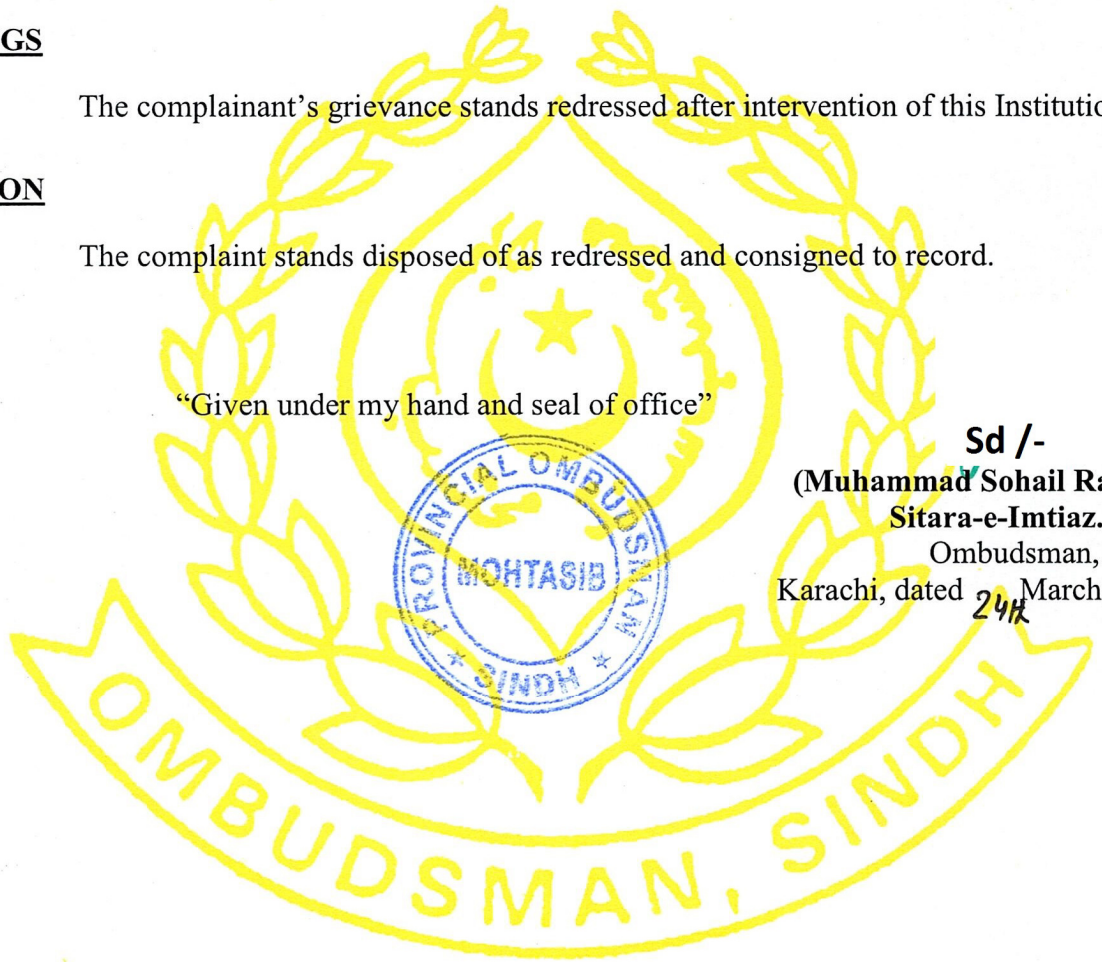 GS
The complainant’s grievance stands redressed after intervention of this Institutio
ON
The complaint stands disposed of as redressed and consigned to record.
“Given under my hand and seal of office”
Sd /-
(Muhammad Sohail Ra
Sitara-e-Imtiaz.
Ombudsman,
Karachi, dated 24th March
PROVINCIAL OMBUDSMAN
MOHTASIB
* SINDH *
OMBUDSMAN, SINDH